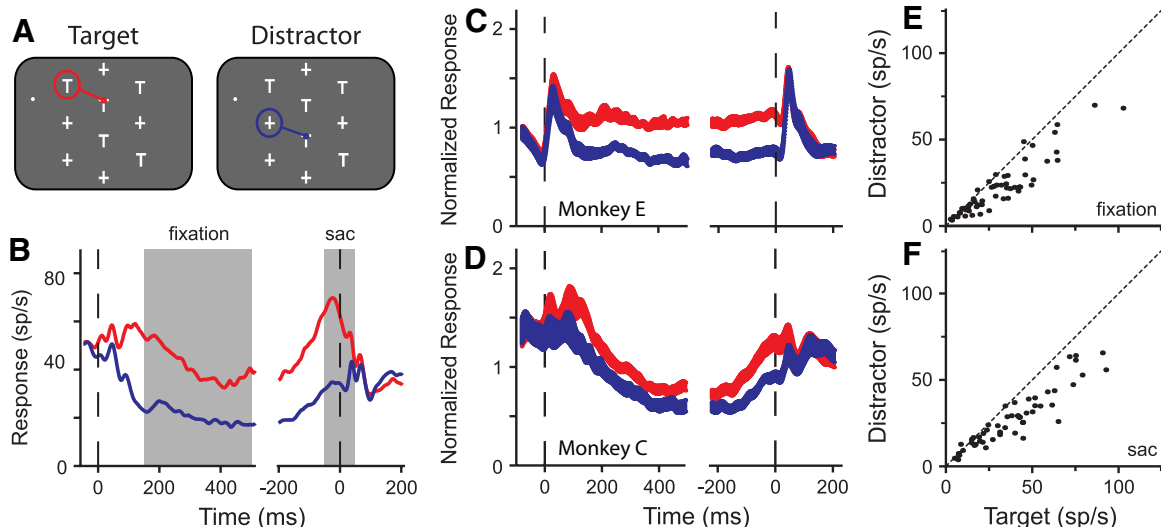 A
Target
Distractor
T
+
T
+
T
+
+
T
+
T
+
T
+
T
+
T
+
+
T
+
T
+
B
fixation
sac
Response (sp/s)
80
40
0
0
200
400
-200
0
200
Time (ms)
C
Normalized Response
2
1
0
Monkey E
D
Normalized Response
2
1
0
Monkey C
0
200
400
-200
0
200
Time (ms)
E
Distractor (sp/s)
100
50
0
fixation
F
Distractor (sp/s)
100
50
0
sac
0
50
100
Target (sp/s)